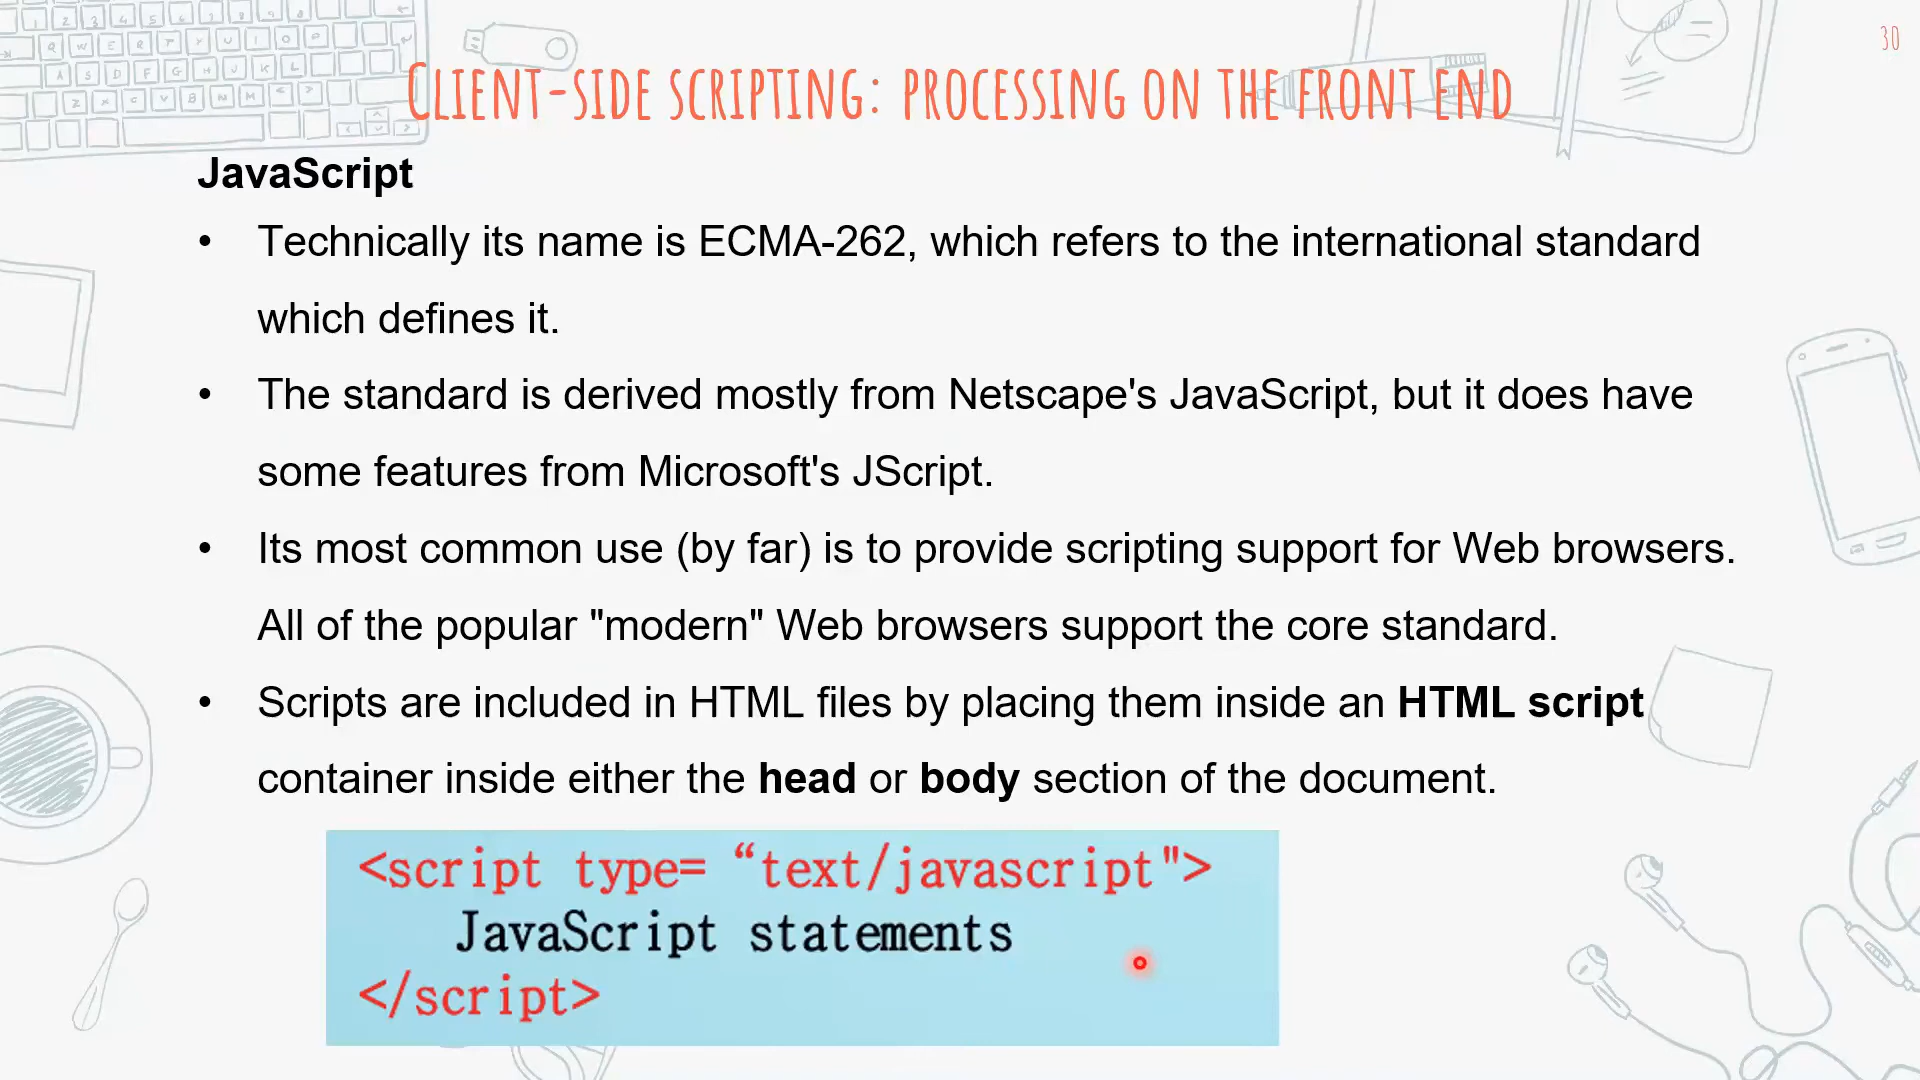 30
Client-side scripting: processing on the front end
JavaScript
• Technically its name is ECMA-262, which refers to the international standard
which defines it.
• The standard is derived mostly from Netscape's JavaScript, but it does have
some features from Microsoft's JScript.
• Its most common use (by far) is to provide scripting support for Web browsers.
All of the popular "modern" Web browsers support the core standard.
• Scripts are included in HTML files by placing them inside an HTML script
container inside either the head or body section of the document.
<script type= “text/javascript">
JavaScript statements
</script>